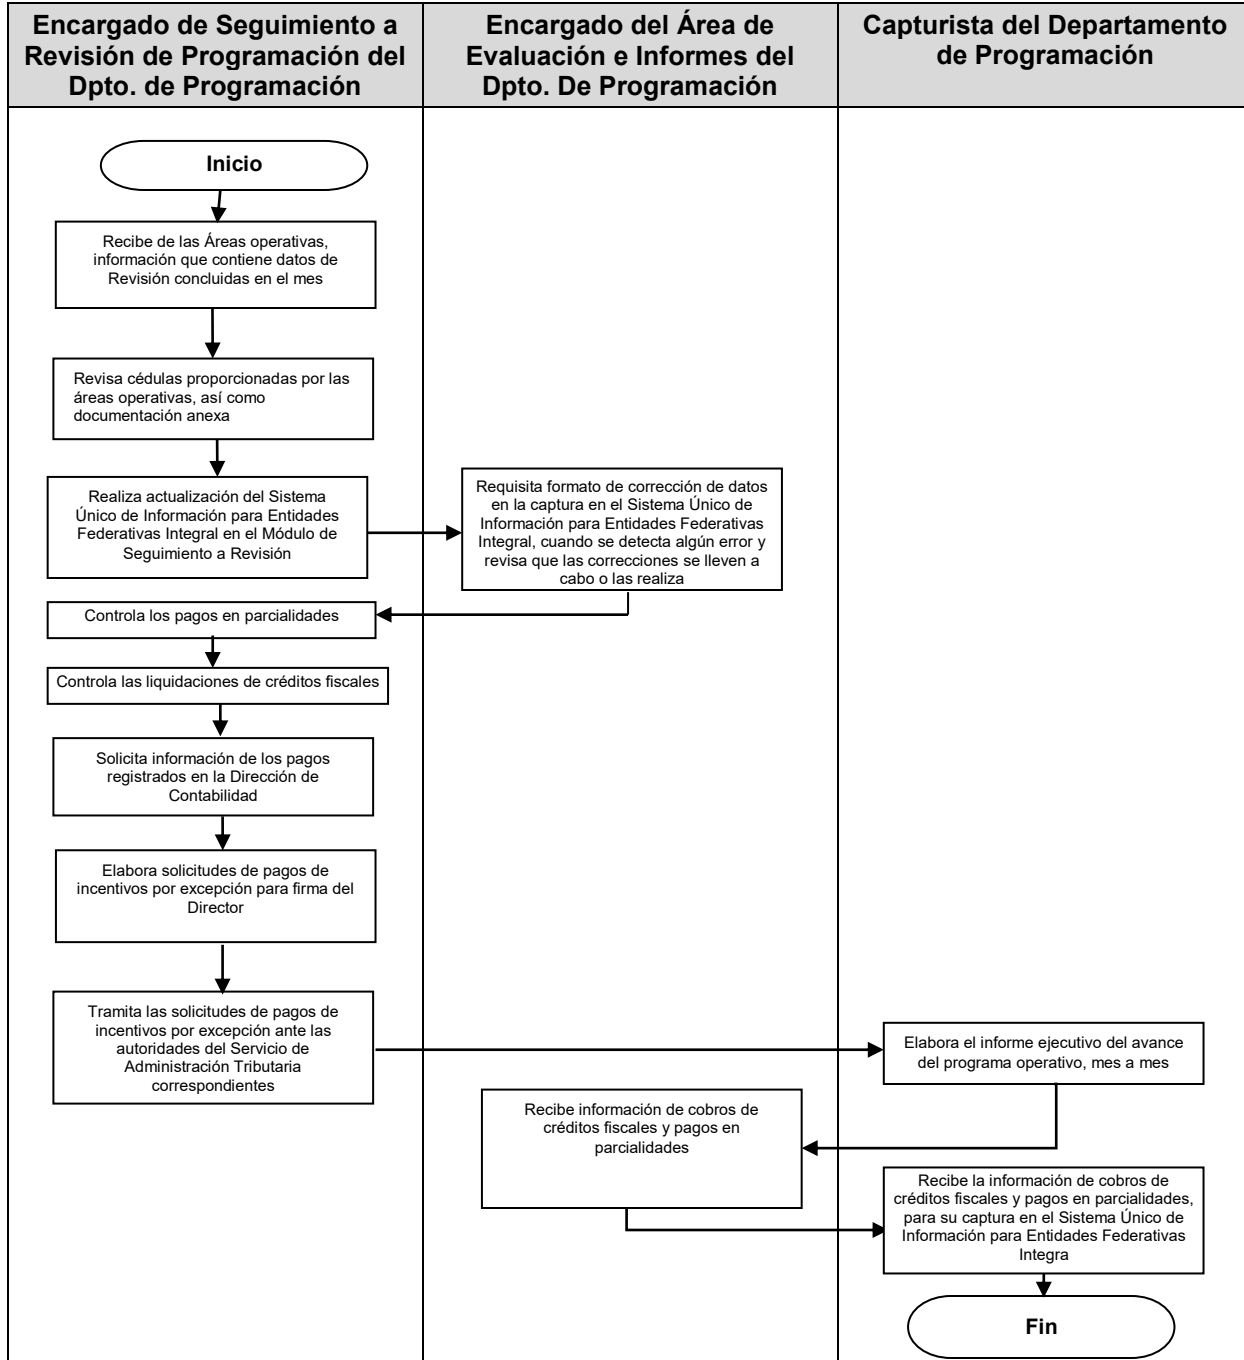 Encargado de Seguimiento a
Revisión de Programación del
Dpto. de Programación
Encargado del Área de
Evaluación e Informes del
Dpto. De Programación
Capturista del Departamento
de Programación
Inicio
Recibe de las Áreas operativas,
información que contiene datos de
Revisión concluidas en el mes
Revisa cédulas proporcionadas por las
áreas operativas, así como
documentación anexa
Realiza actualización del Sistema
Único de Información para Entidades
Federativas Integral en el Módulo de
Seguimiento a Revisión
Requisita formato de corrección de datos
en la captura en el Sistema Único de
Información para Entidades Federativas
Integral, cuando se detecta algún error y
revisa que las correcciones se lleven a
cabo o las realiza
Controla los pagos en parcialidades
Controla las liquidaciones de créditos fiscales
Solicita información de los pagos
registrados en la Dirección de
Contabilidad
Elabora solicitudes de pagos de
incentivos por excepción para firma del
Director
Tramita las solicitudes de pagos de
incentivos por excepción ante las
autoridades del Servicio de
Administración Tributaria
correspondientes
Elabora el informe ejecutivo del avance
del programa operativo, mes a mes
Recibe información de cobros de
créditos fiscales y pagos en
parcialidades
Recibe la información de cobros de
créditos fiscales y pagos en parcialidades,
para su captura en el Sistema Único de
Información para Entidades Federativas
Integra
Fin